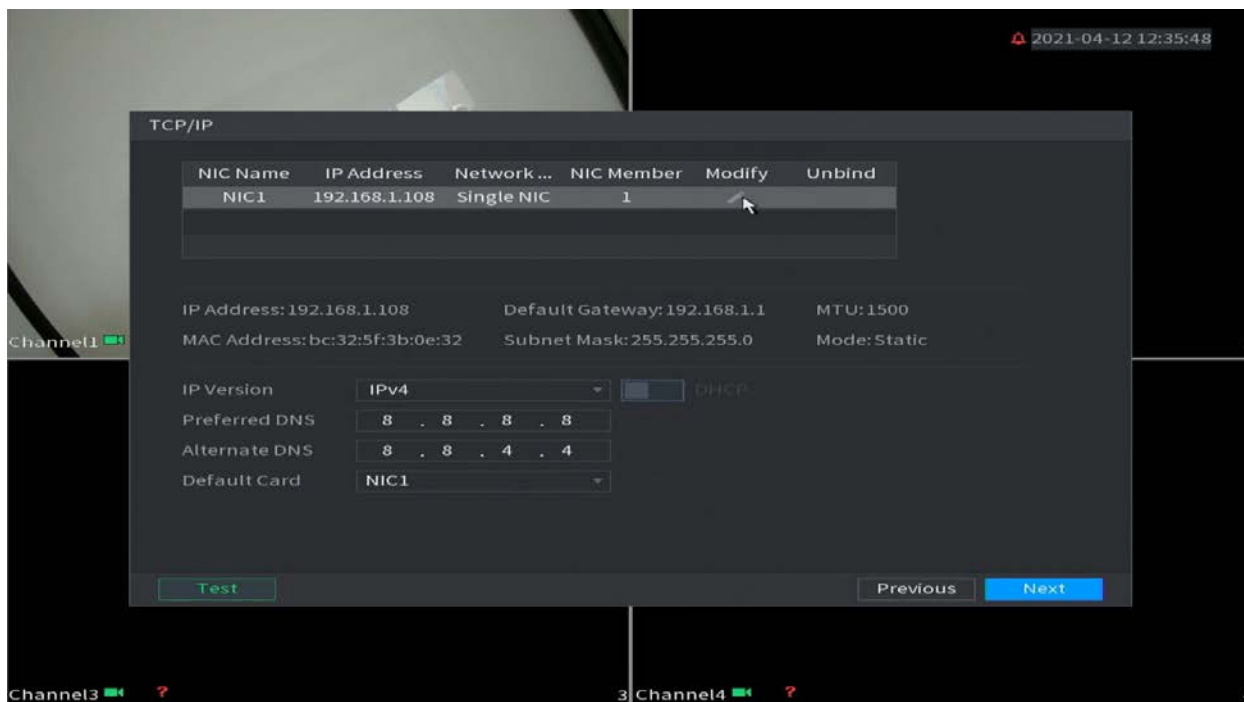 2021-04-12 12:35:48
TCP/IP
NIC Name IP Address Network... NIC Member Modify Unbind
NIC1 192.168.1.108 Single NIC 1
IP Address:192.168.1.108 Default Gateway:192.168.1.1 MTU:1500
Channel1
MAC Address:bc:32:5f:3b:0e:32 Subnet Mask:255.255.255.0 Mode:Static
IP Version IPv4 DHCP
Preferred DNS 8 . 8 . 8 . 8
Alternate DNS 8 . 8 . 4 . 4
Default Card NIC1
Test Previous Next
Channel3 ? 3 Channel4 ?